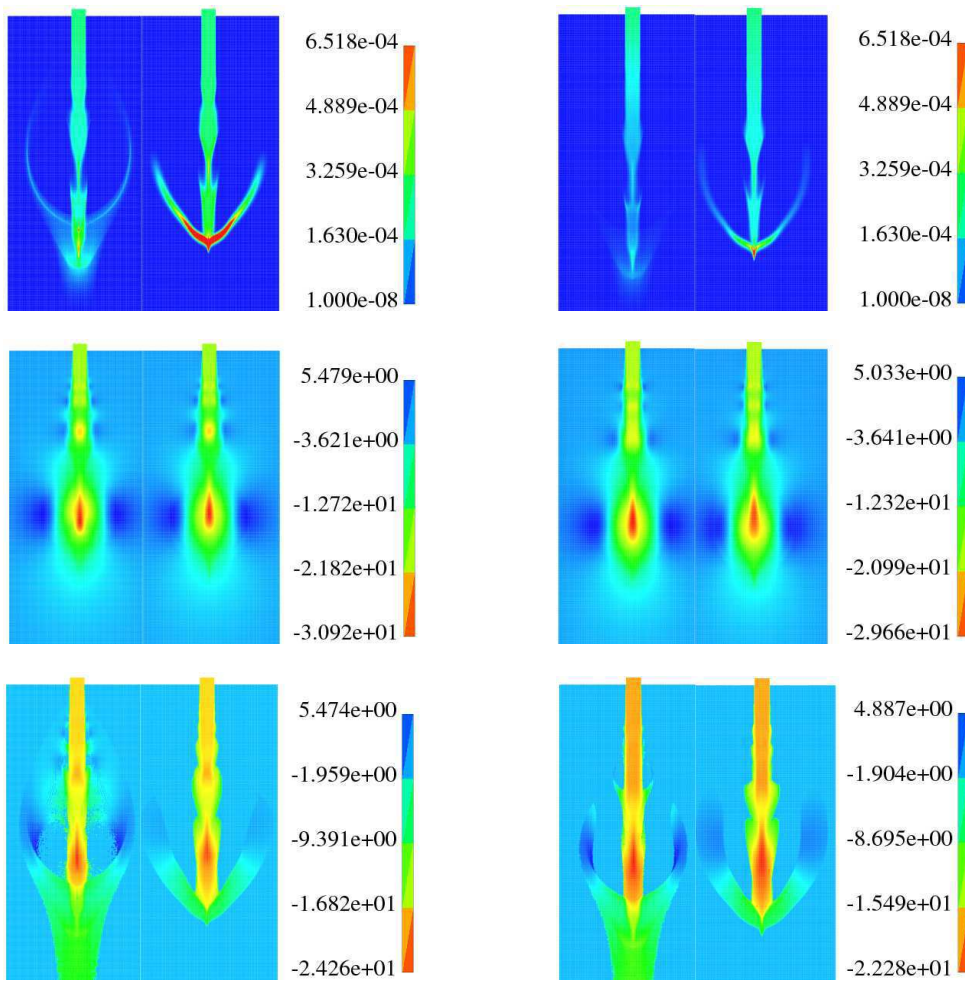 6.518e-04
4.889e-04
3.259e-04
1.630e-04
1.000e-08
6.518e-04
4.889e-04
3.259e-04
1.630e-04
1.000e-08
5.479e+00
-3.621e+00
-1.272e+01
-2.182e+01
-3.092e+01
5.033e+00
-3.641e+00
-1.232e+01
-2.099e+01
-2.966e+01
5.474e+00
-1.959e+00
-9.391e+00
-1.682e+01
-2.426e+01
4.887e+00
-1.904e+00
-8.695e+00
-1.549e+01
-2.228e+01